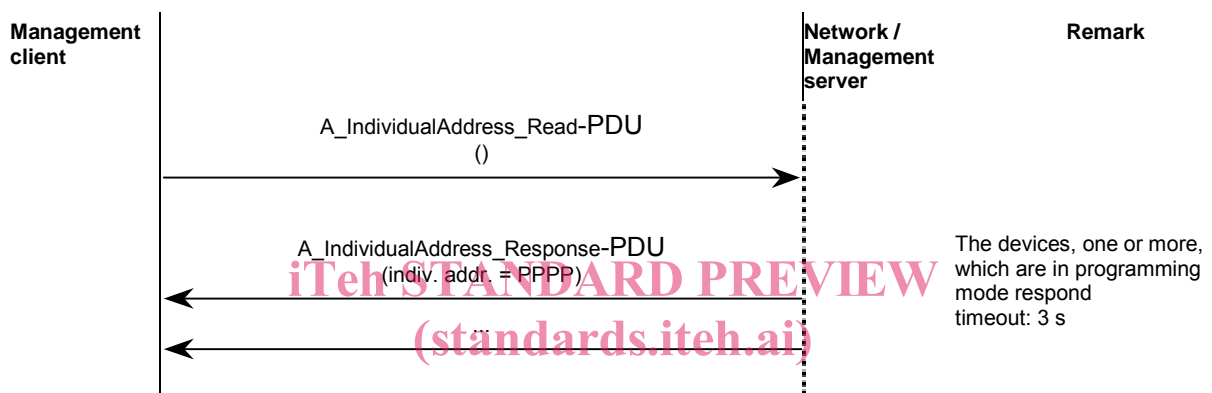 Management
client
Network /
Management
server
Remark
A_IndividualAddress_Read-PDU
()
A_IndividualAddress_Response-PDU
(indiv. addr. = PPPP)
...
The devices, one or more,
which are in programming
mode respond
timeout: 3 s
iTeh STANDARD PREVIEW
(standards.iteh.ai)